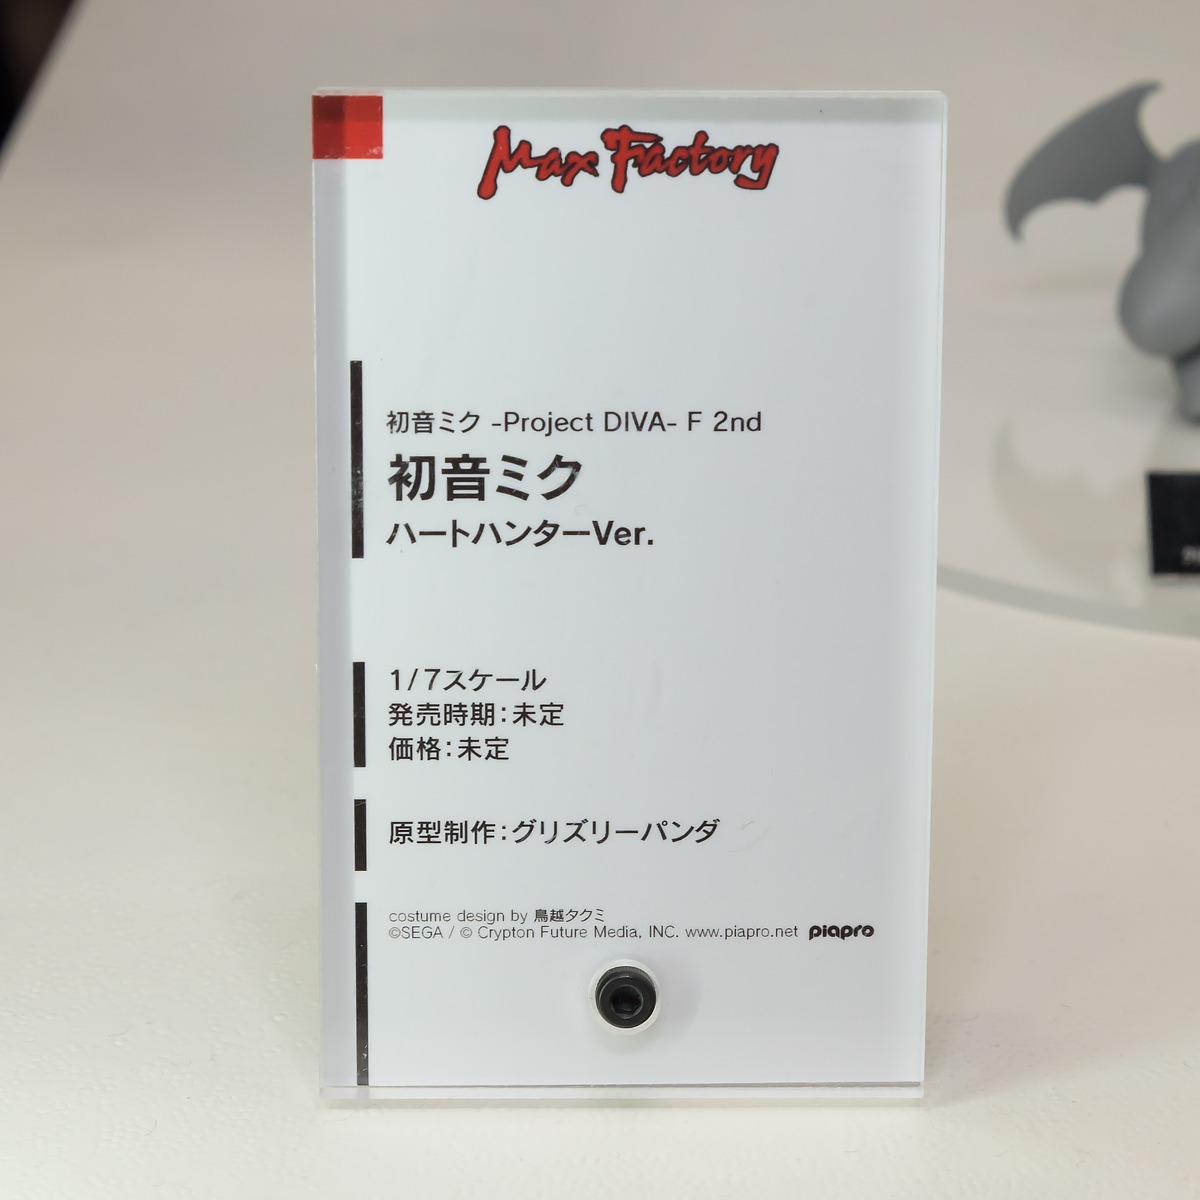 Max Factory
初音ミク -Project DIVA- F 2nd
初音ミク
ハートハンターVer.
1/7スケール
発売時期：未定
価格：未定
原型制作：グリズリーパンダ
costume design by 鳥越タクミ
©SEGA / © Crypton Future Media, INC. www.piapro.net piapro